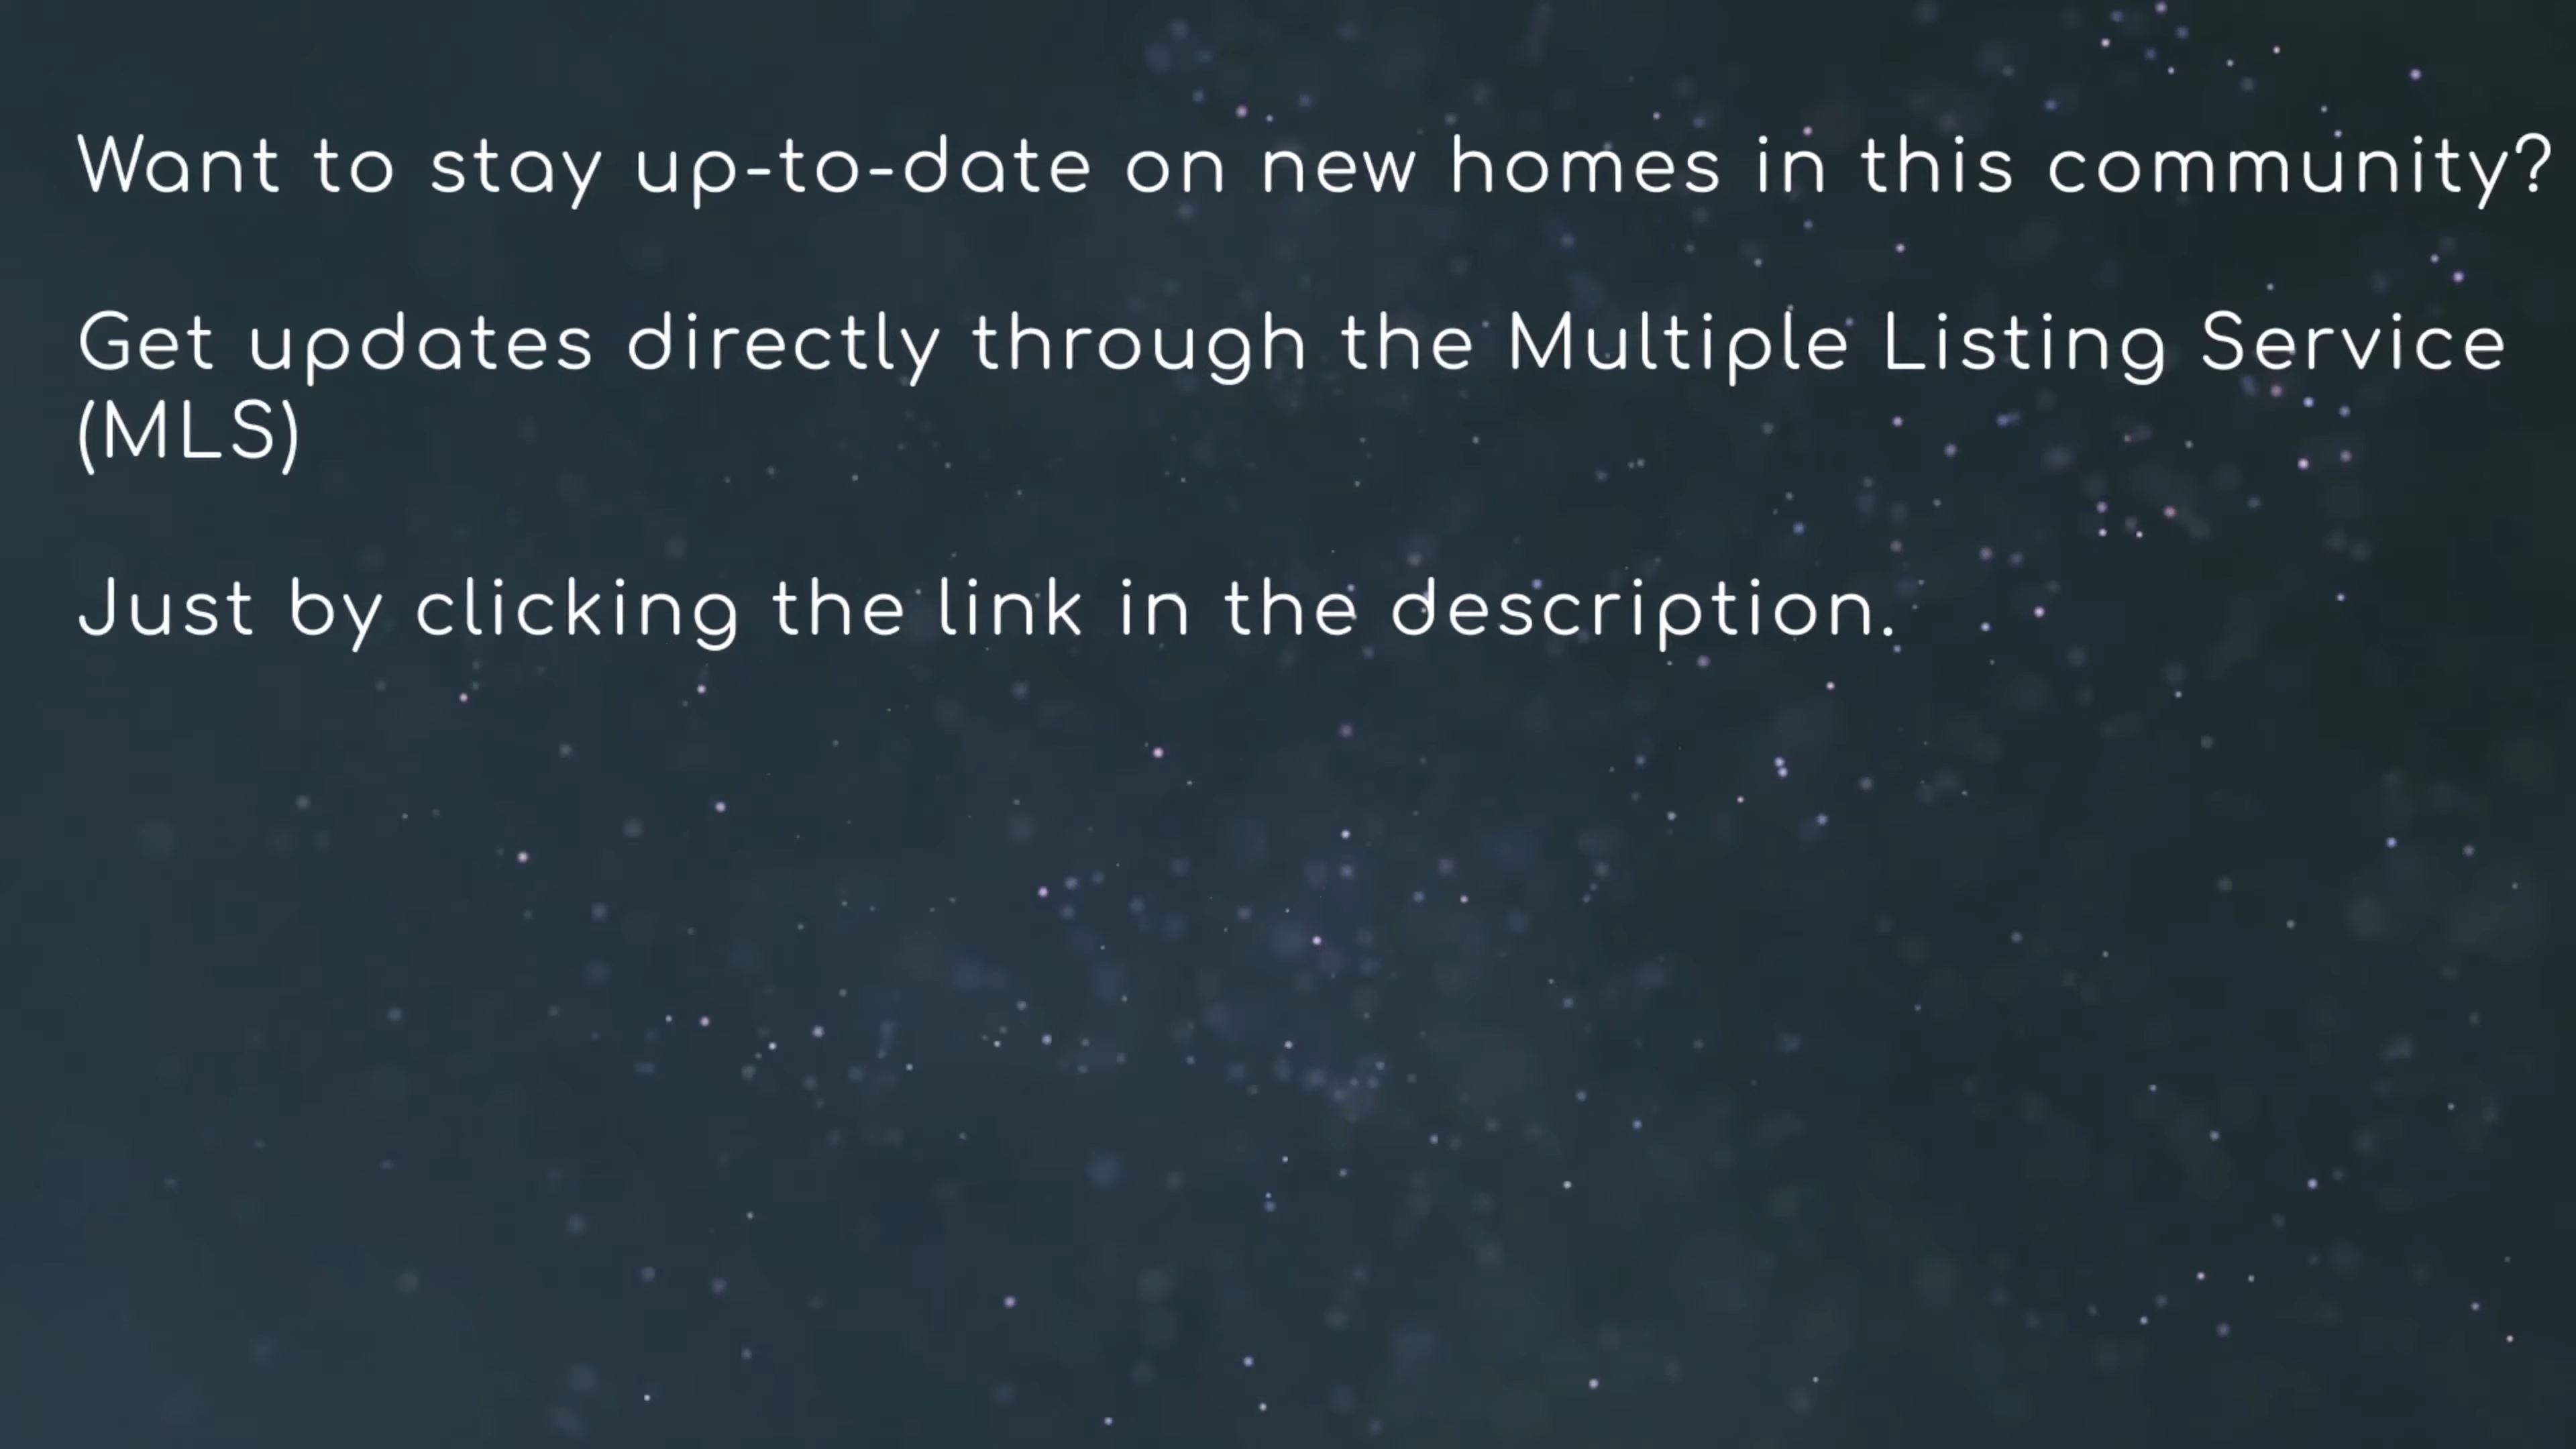 Want to stay up-to-date on new homes in this community?
Get updates directly through the Multiple Listing Service
(MLS)
Just by clicking the link in the description.